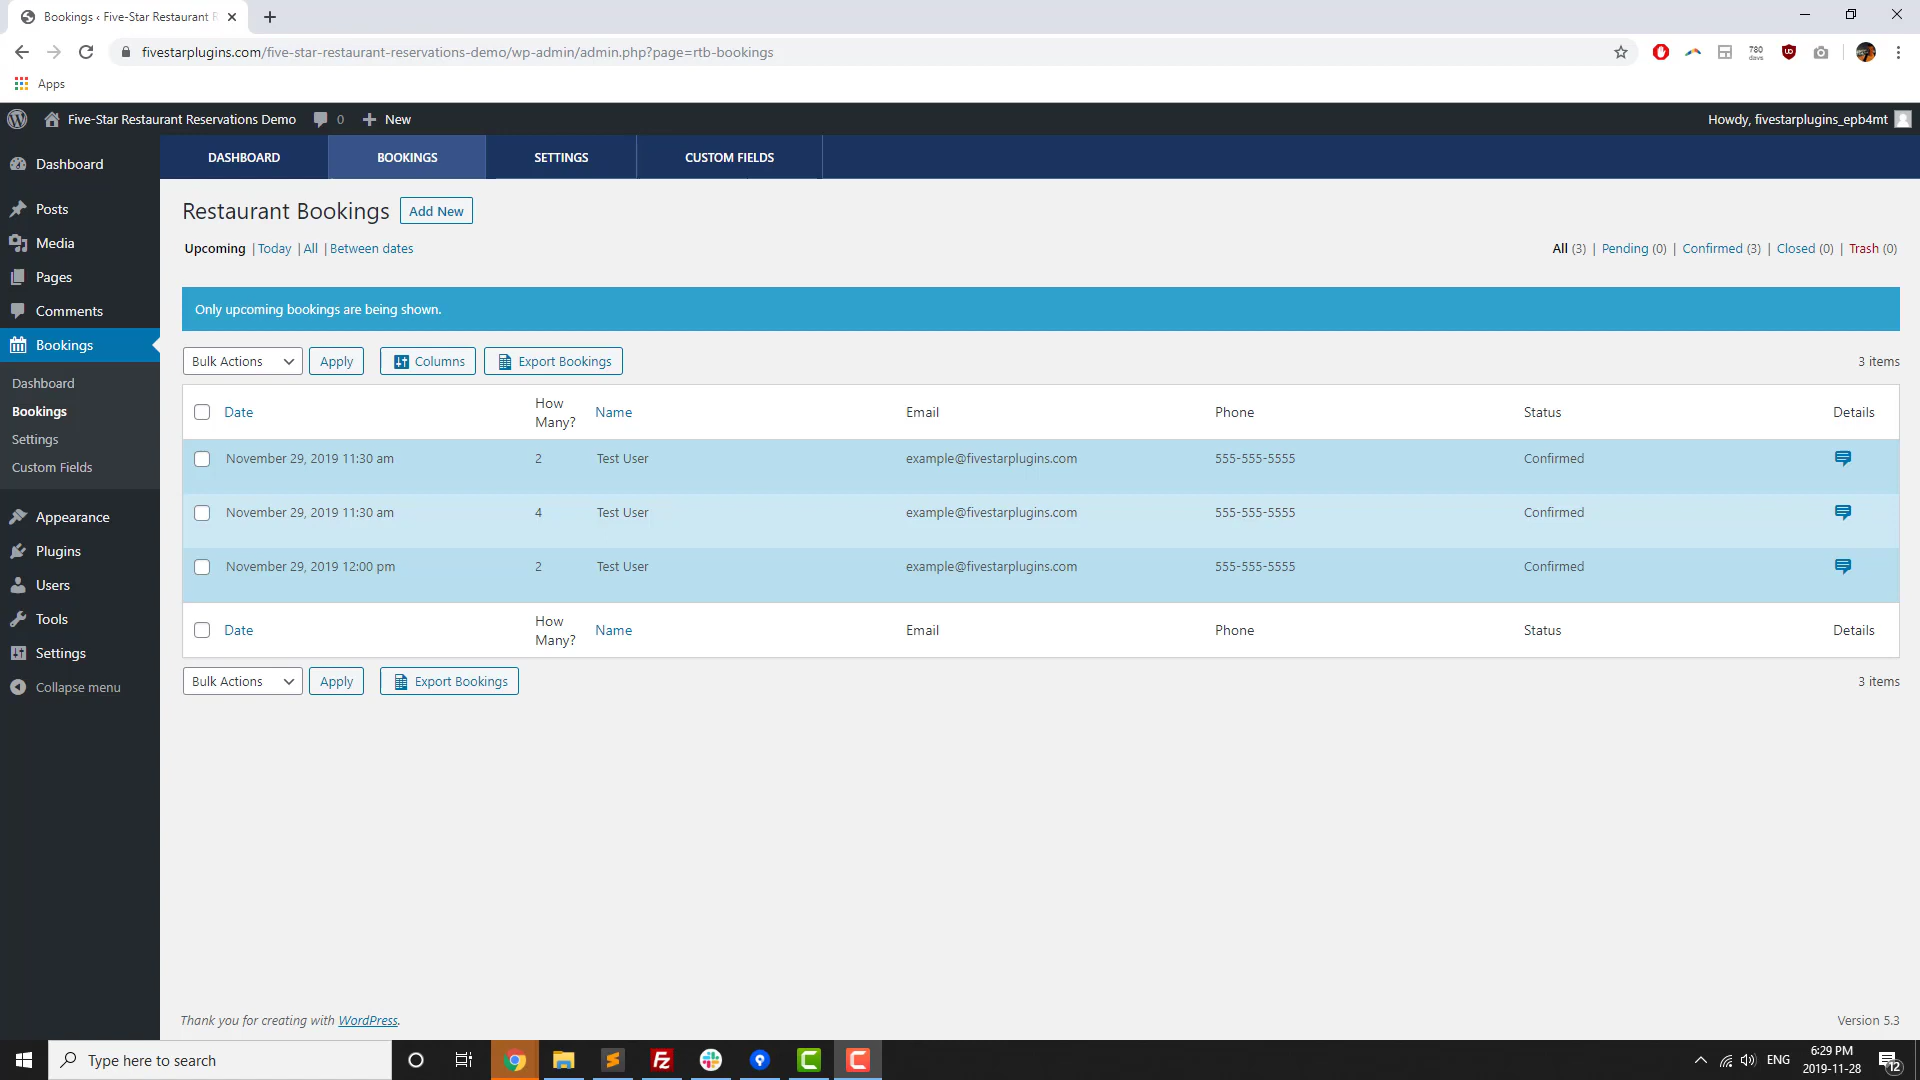 Bookings ‹ Five-Star Restaurant R
fivestarplugins.com/five-star-restaurant-reservations-demo/wp-admin/admin.php?page=rtb-bookings
780
days
Apps
Five-Star Restaurant Reservations Demo 0 New
Howdy, fivestarplugins_epb4mt
Dashboard
Posts
Media
Pages
Comments
Bookings
Dashboard
Bookings
Settings
Custom Fields
Appearance
Plugins
Users
Tools
Settings
Collapse menu
DASHBOARD BOOKINGS SETTINGS CUSTOM FIELDS
Restaurant Bookings Add New
Upcoming | Today | All | Between dates
All (3) | Pending (0) | Confirmed (3) | Closed (0) | Trash (0)
Only upcoming bookings are being shown.
Bulk Actions Apply Columns Export Bookings 3 items
Date How Many? Name Email Phone Status Details
November 29, 2019 11:30 am 2 Test User example@fivestarplugins.com 555-555-5555 Confirmed
November 29, 2019 11:30 am 4 Test User example@fivestarplugins.com 555-555-5555 Confirmed
November 29, 2019 12:00 pm 2 Test User example@fivestarplugins.com 555-555-5555 Confirmed
Date How Many? Name Email Phone Status Details
Bulk Actions Apply Export Bookings 3 items
Thank you for creating with WordPress.
Version 5.3
Type here to search
Fz
ENG
6:29 PM
2019-11-28
12